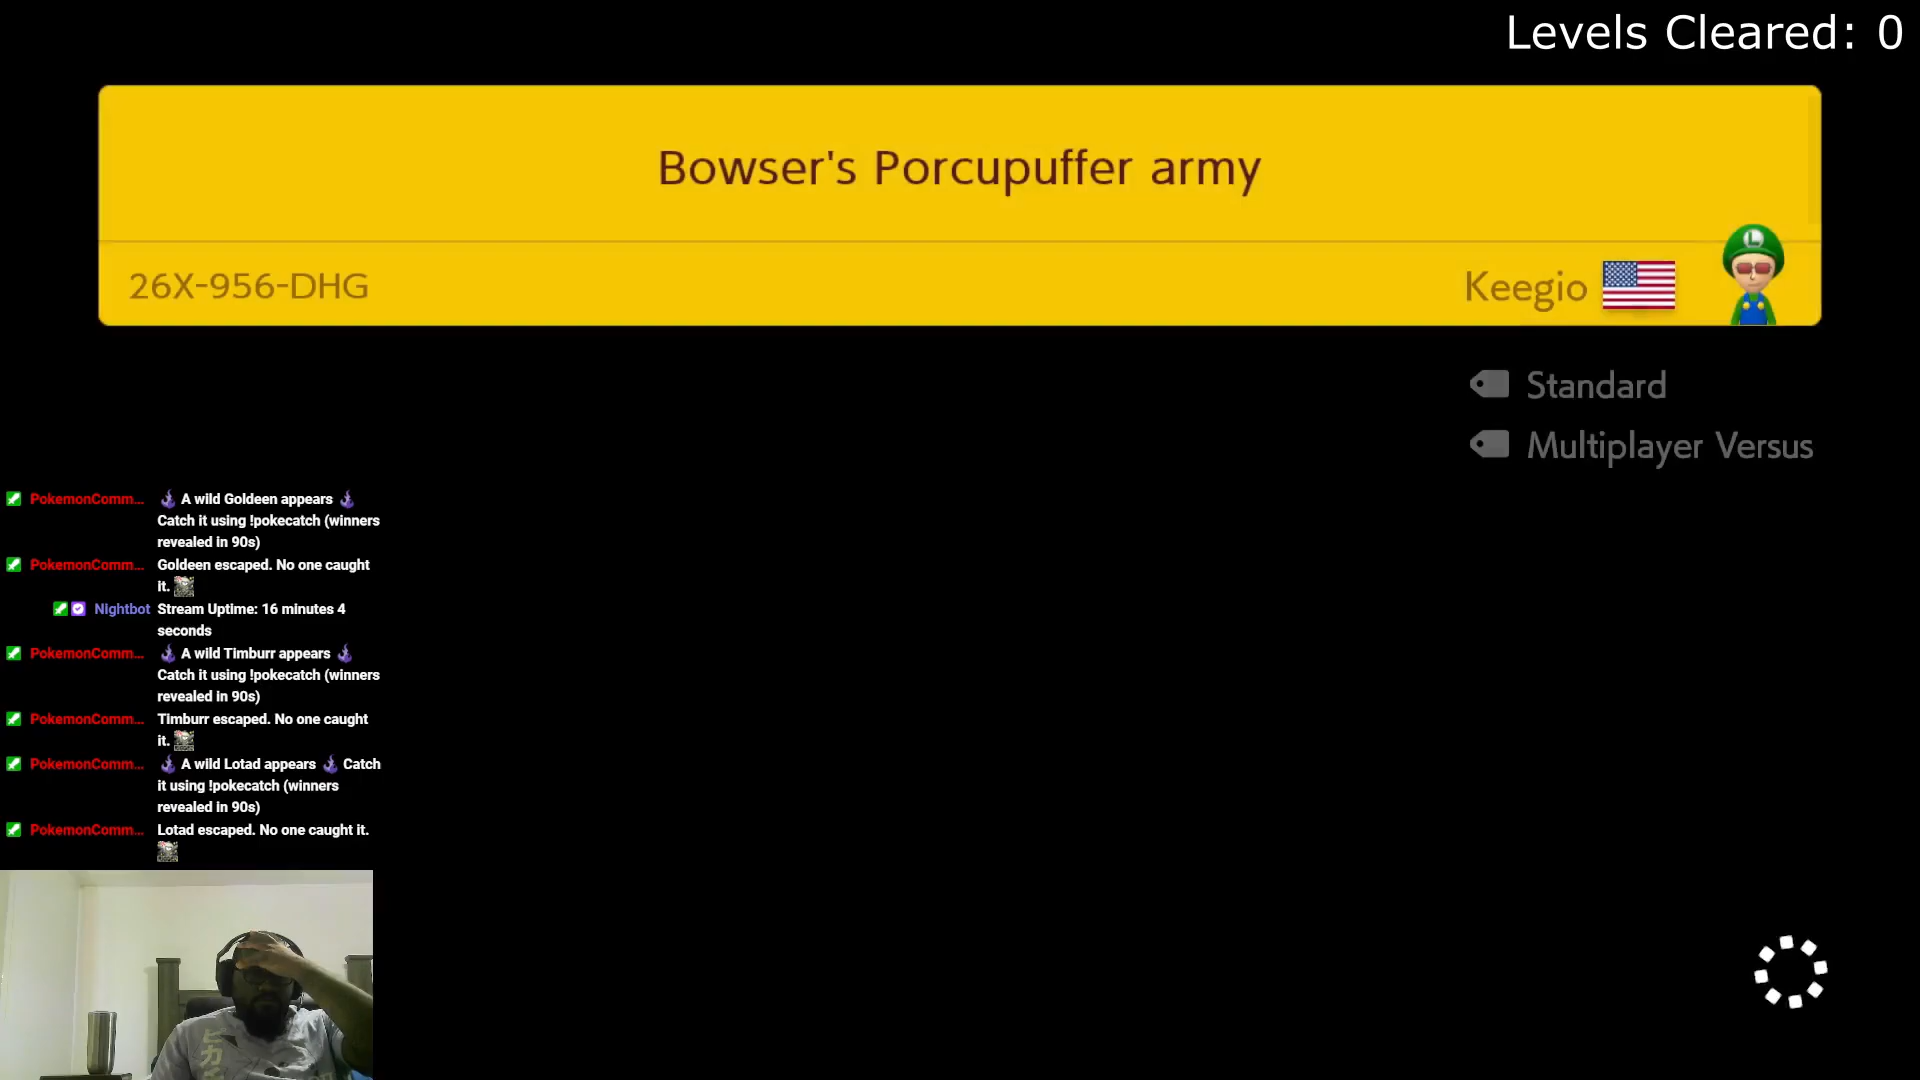 Levels Cleared: 0
Bowser's Porcupuffer army
26X-956-DHG
Keegio
L
Standard
Multiplayer Versus
PokemonComm... A wild Goldeen appears
Catch it using !pokecatch (winners
revealed in 90s)
PokemonComm... Goldeen escaped. No one caught
it.
Nightbot Stream Uptime: 16 minutes 4
seconds
PokemonComm... A wild Timburr appears
Catch it using !pokecatch (winners
revealed in 90s)
PokemonComm... Timburr escaped. No one caught
it.
PokemonComm... A wild Lotad appears Catch
it using !pokecatch (winners
revealed in 90s)
PokemonComm... Lotad escaped. No one caught it.
ピカ